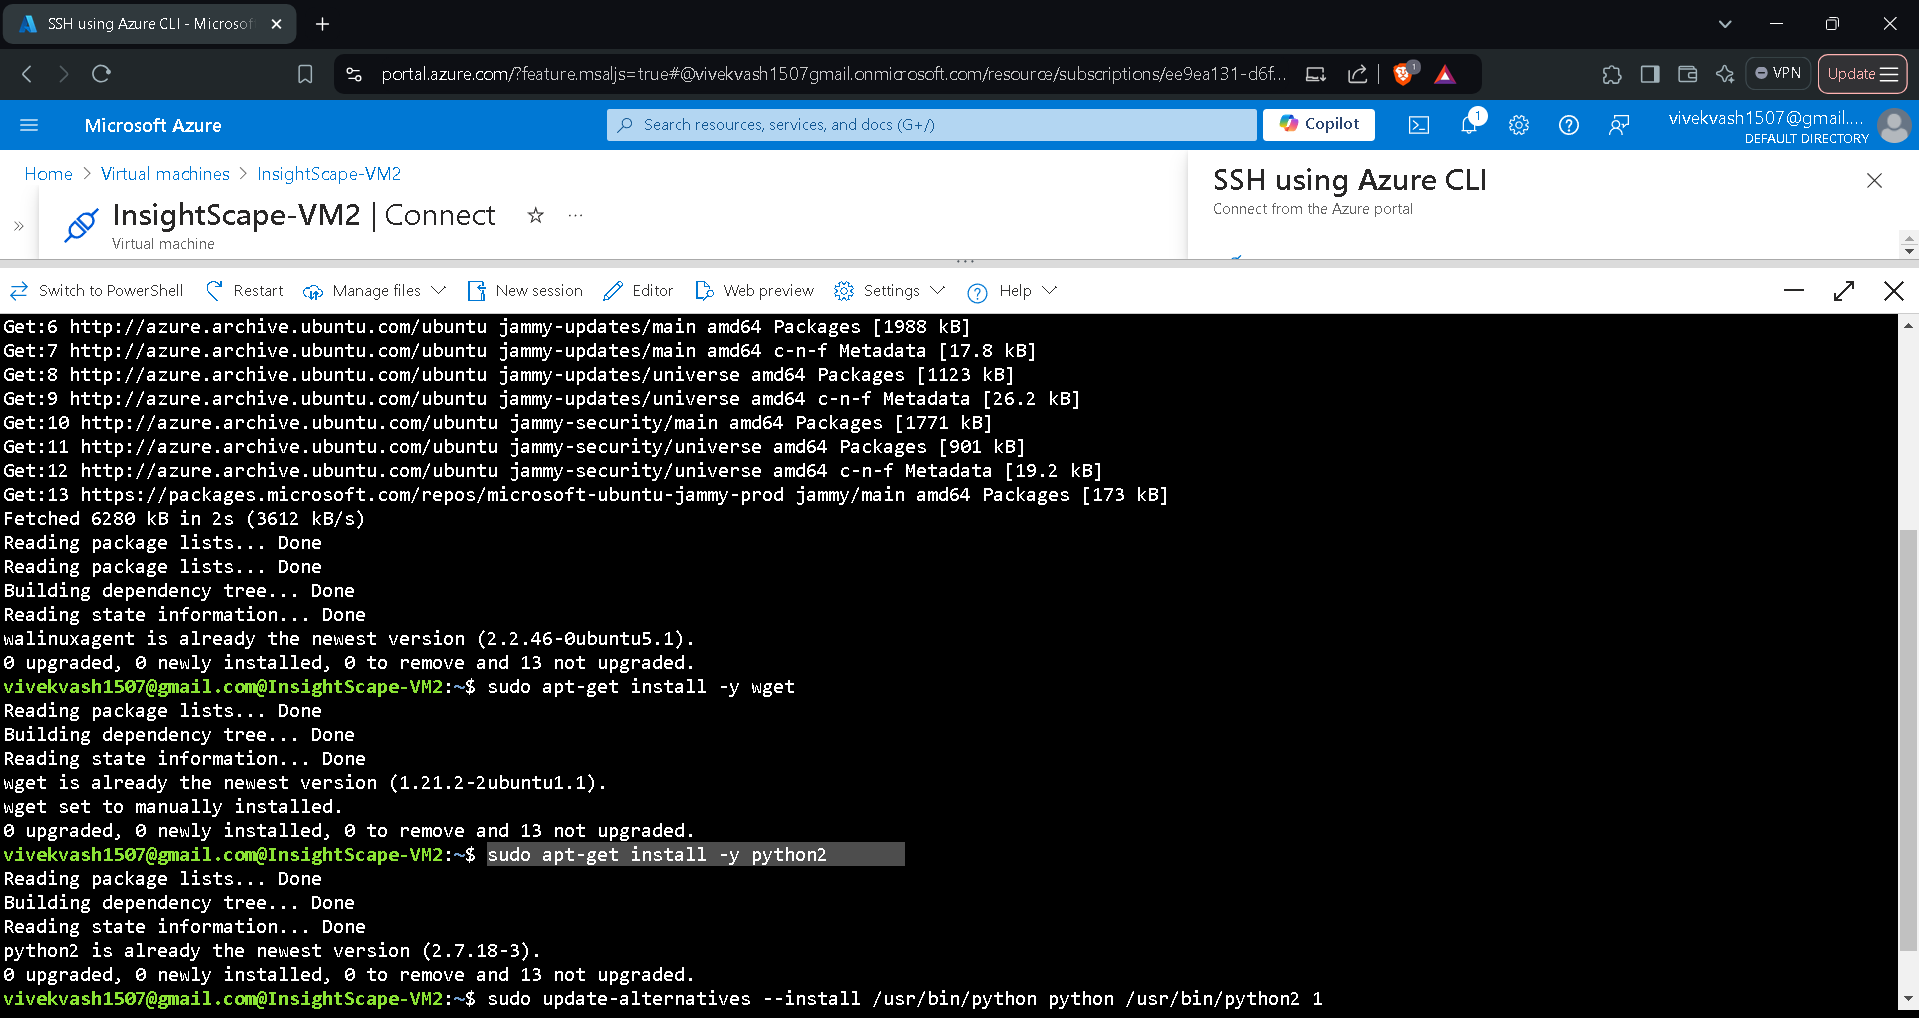 SSH using Azure CLI - Microsof
portal.azure.com/?feature.msaljs=true#@vivekvash1507gmail.onmicrosoft.com/resource/subscriptions/ee9ea131-d6f...
1
VPN
Update
Microsoft Azure
Search resources, services, and docs (G+/)
Copilot
1
vivekvash1507@gmail....
DEFAULT DIRECTORY
Home > Virtual machines > InsightScape-VM2
InsightScape-VM2 | Connect
Virtual machine
SSH using Azure CLI
Connect from the Azure portal
Switch to PowerShell
Restart
Manage files
New session
Editor
Web preview
Settings
Help
Get:6 http://azure.archive.ubuntu.com/ubuntu jammy-updates/main amd64 Packages [1988 kB]
Get:7 http://azure.archive.ubuntu.com/ubuntu jammy-updates/main amd64 c-n-f Metadata [17.8 kB]
Get:8 http://azure.archive.ubuntu.com/ubuntu jammy-updates/universe amd64 Packages [1123 kB]
Get:9 http://azure.archive.ubuntu.com/ubuntu jammy-updates/universe amd64 c-n-f Metadata [26.2 kB]
Get:10 http://azure.archive.ubuntu.com/ubuntu jammy-security/main amd64 Packages [1771 kB]
Get:11 http://azure.archive.ubuntu.com/ubuntu jammy-security/universe amd64 Packages [901 kB]
Get:12 http://azure.archive.ubuntu.com/ubuntu jammy-security/universe amd64 c-n-f Metadata [19.2 kB]
Get:13 https://packages.microsoft.com/repos/microsoft-ubuntu-jammy-prod jammy/main amd64 Packages [173 kB]
Fetched 6280 kB in 2s (3612 kB/s)
Reading package lists... Done
Reading package lists... Done
Building dependency tree... Done
Reading state information... Done
walinuxagent is already the newest version (2.2.46-0ubuntu5.1).
0 upgraded, 0 newly installed, 0 to remove and 13 not upgraded.
vivekvash1507@gmail.com@InsightScape-VM2:~$ sudo apt-get install -y wget
Reading package lists... Done
Building dependency tree... Done
Reading state information... Done
wget is already the newest version (1.21.2-2ubuntu1.1).
wget set to manually installed.
0 upgraded, 0 newly installed, 0 to remove and 13 not upgraded.
vivekvash1507@gmail.com@InsightScape-VM2:~$ sudo apt-get install -y python2
Reading package lists... Done
Building dependency tree... Done
Reading state information... Done
python2 is already the newest version (2.7.18-3).
0 upgraded, 0 newly installed, 0 to remove and 13 not upgraded.
vivekvash1507@gmail.com@InsightScape-VM2:~$ sudo update-alternatives --install /usr/bin/python python /usr/bin/python2 1